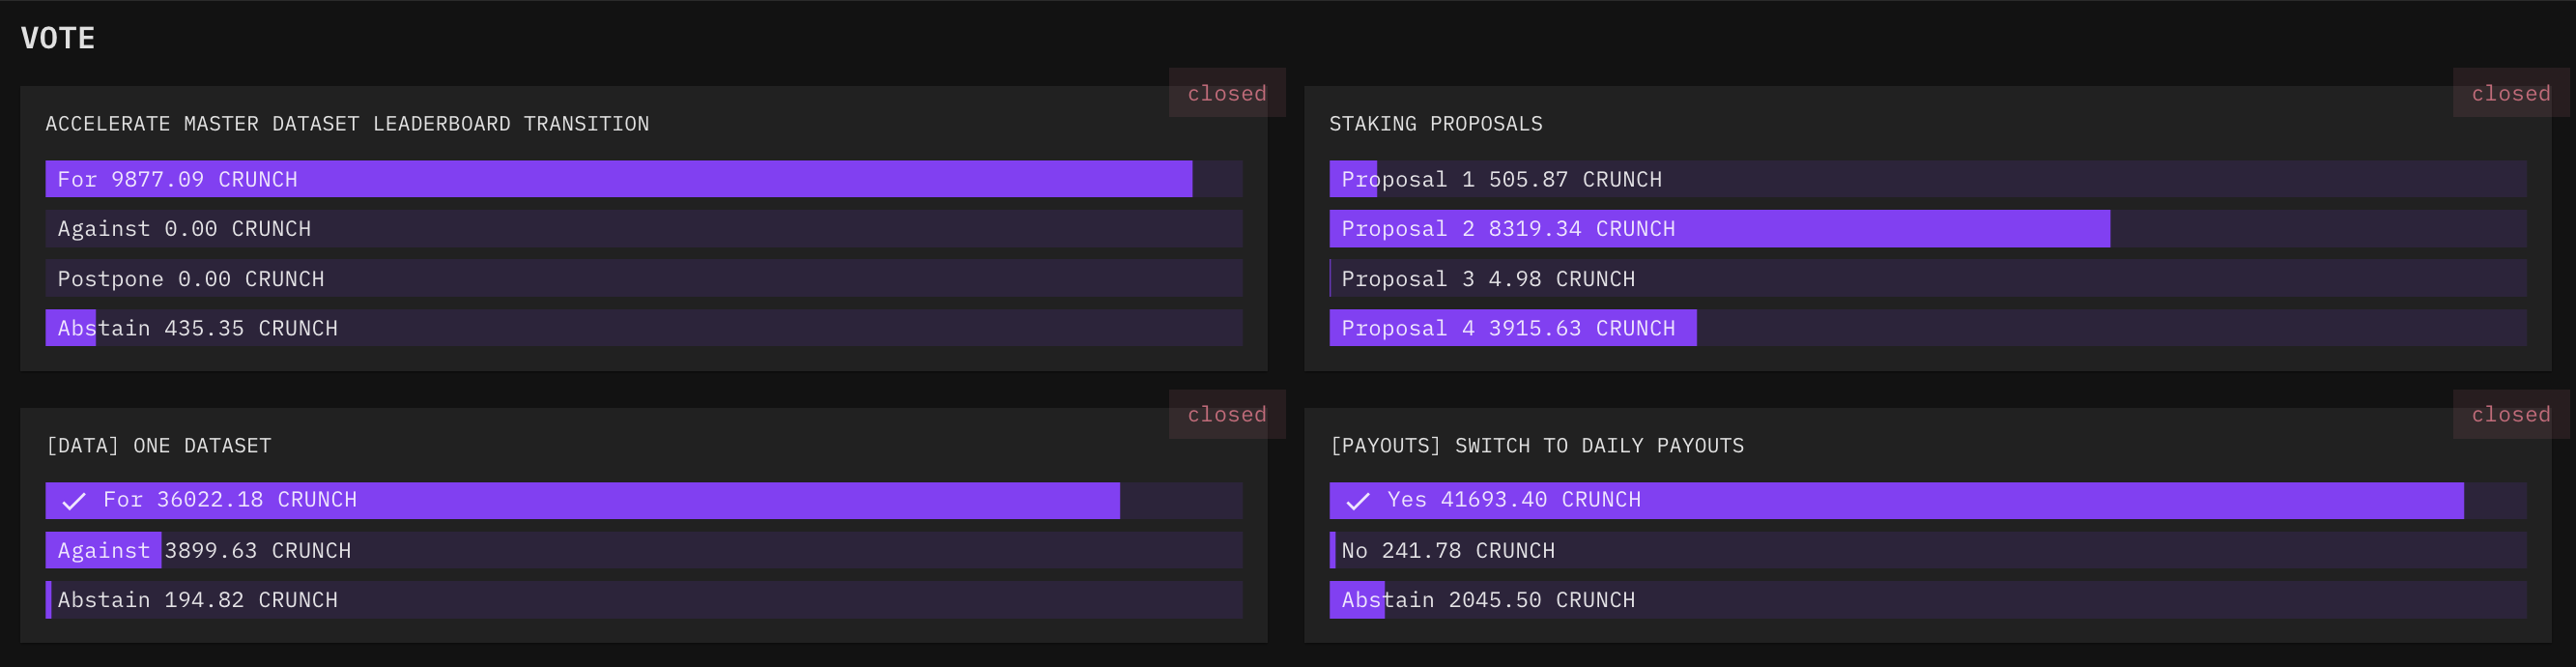 VOTE
closed
ACCELERATE MASTER DATASET LEADERBOARD TRANSITION
For 9877.09 CRUNCH
Against 0.00 CRUNCH
Postpone 0.00 CRUNCH
Abstain 435.35 CRUNCH
closed
STAKING PROPOSALS
Proposal 1 505.87 CRUNCH
Proposal 2 8319.34 CRUNCH
Proposal 3 4.98 CRUNCH
Proposal 4 3915.63 CRUNCH
closed
[DATA] ONE DATASET
For 36022.18 CRUNCH
Against 3899.63 CRUNCH
Abstain 194.82 CRUNCH
closed
[PAYOUTS] SWITCH TO DAILY PAYOUTS
Yes 41693.40 CRUNCH
No 241.78 CRUNCH
Abstain 2045.50 CRUNCH